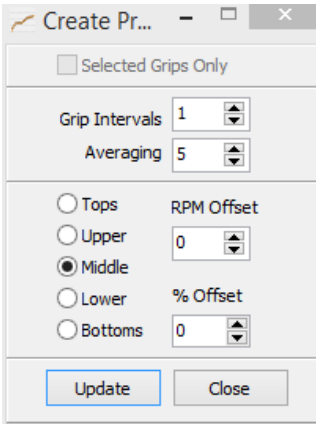 Create Pr...
Selected Grips Only
Grip Intervals 1
Averaging 5
Tops RPM Offset
Upper 0
Middle
Lower % Offset
Bottoms 0
Update Close